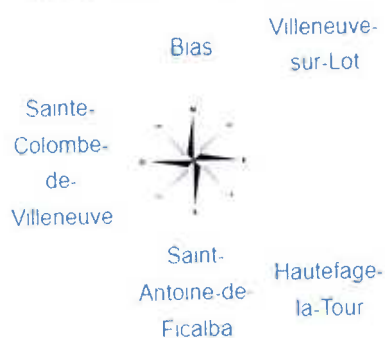 Villeneuve-
sur-Lot
Bias
Sainte-
Colombe-
de-
Villeneuve
Saint-
Antoine-de-
Ficalba
Hautefage-
la-Tour